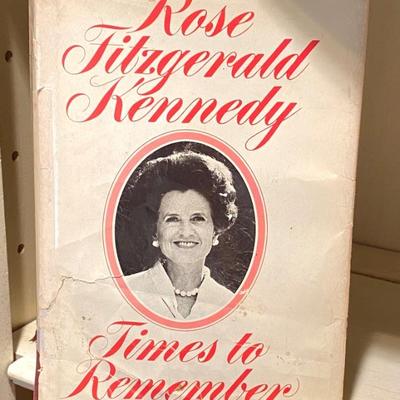 Rose
Fitzgerald
Kennedy
Times to
Remember